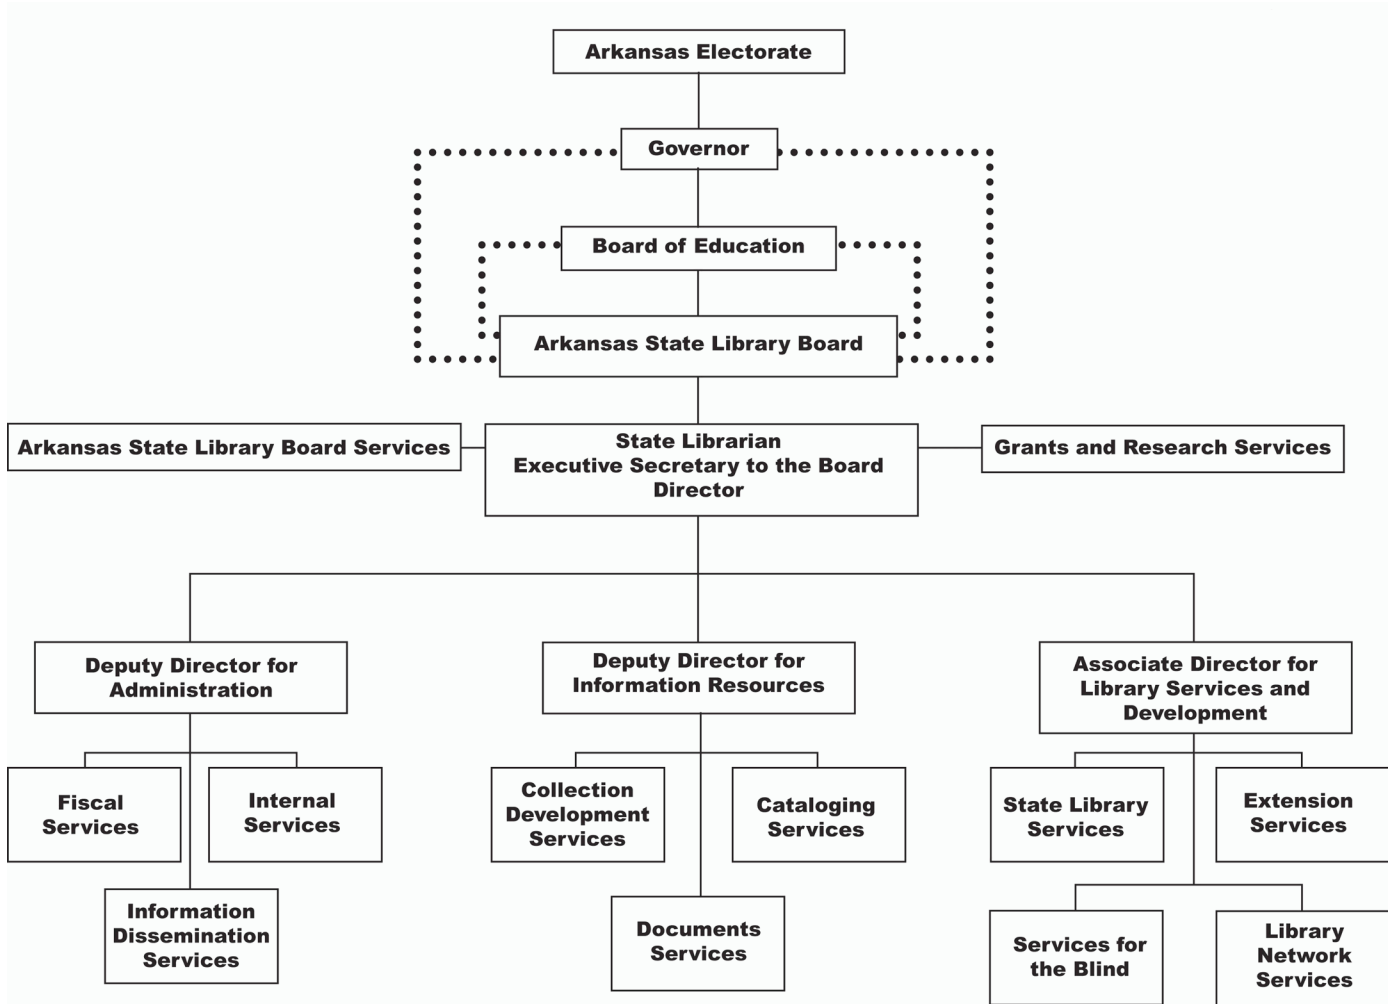 Arkansas Electorate
Governor
Board of Education
Arkansas State Library Board
Arkansas State Library Board Services
State Librarian
Executive Secretary to the Board
Director
Grants and Research Services
Deputy Director for
Administration
Deputy Director for
Information Resources
Associate Director for
Library Services and
Development
Fiscal
Services
Internal
Services
Information
Dissemination
Services
Collection
Development
Services
Cataloging
Services
Documents
Services
State Library
Services
Extension
Services
Services for
the Blind
Library
Network
Services